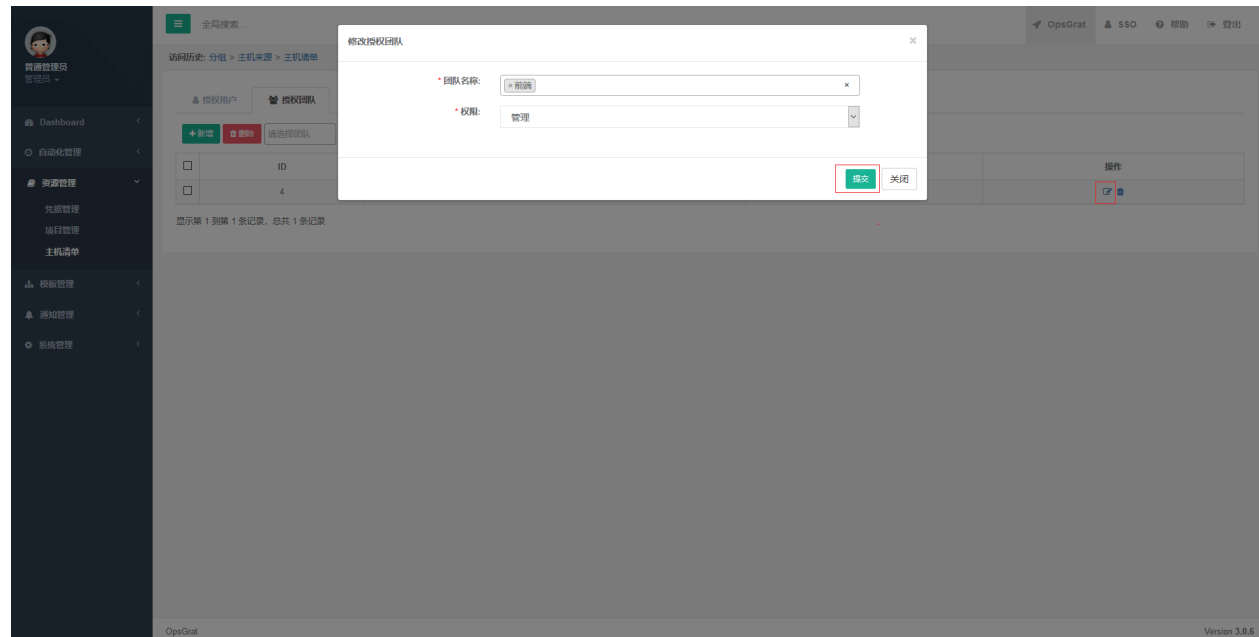 全局搜索...
OpsGrat
SSO
帮助
登出
普通管理员
管理员
访问历史: 分组 > 主机来源 > 主机清单
修改授权团队
×
* 团队名称:
×前端
×
* 权限:
管理
提交
关闭
授权用户
授权团队
+新增
删除
请选择团队
ID
操作
4
显示第 1 到第 1 条记录，总共 1 条记录
Dashboard
自动化管理
资源管理
凭据管理
项目管理
主机清单
模板管理
通知管理
系统管理
OpsGrat
Version 3.0.6